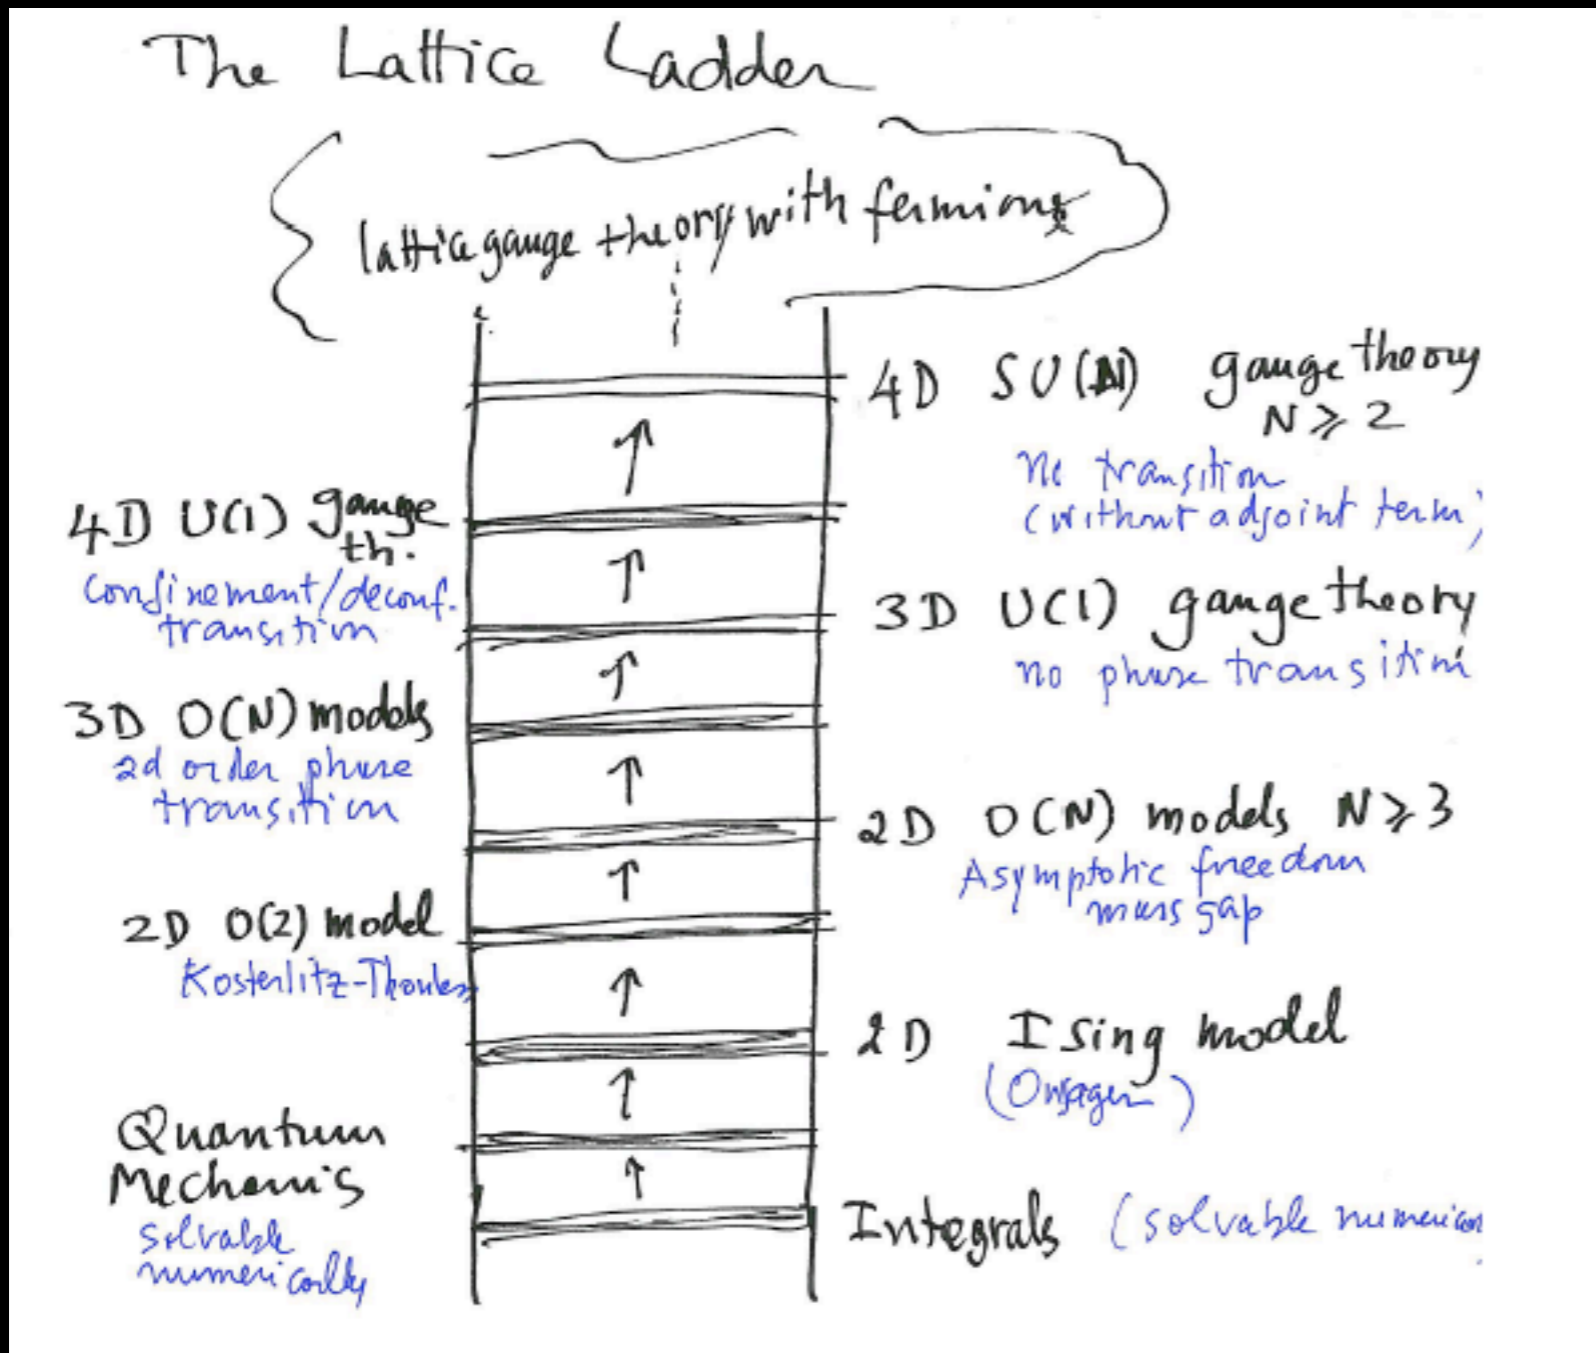 The Lattice Ladder
lattice gauge theory with fermions
4D SU(N) gauge theory
N ⩾ 2
no transition
(without adjoint term)
4D U(1) gauge
th.
Confinement/deconf.
transition
3D U(1) gauge theory
no phase transition
3D O(N) models
2d order phase
transition
2D O(N) models N ⩾ 3
Asymptotic freedom
mass gap
2D O(2) model
Kosterlitz-Thouless
2D Ising model
(Onsager)
Quantum
Mechanis
solvable
numerically
Integrals (solvable